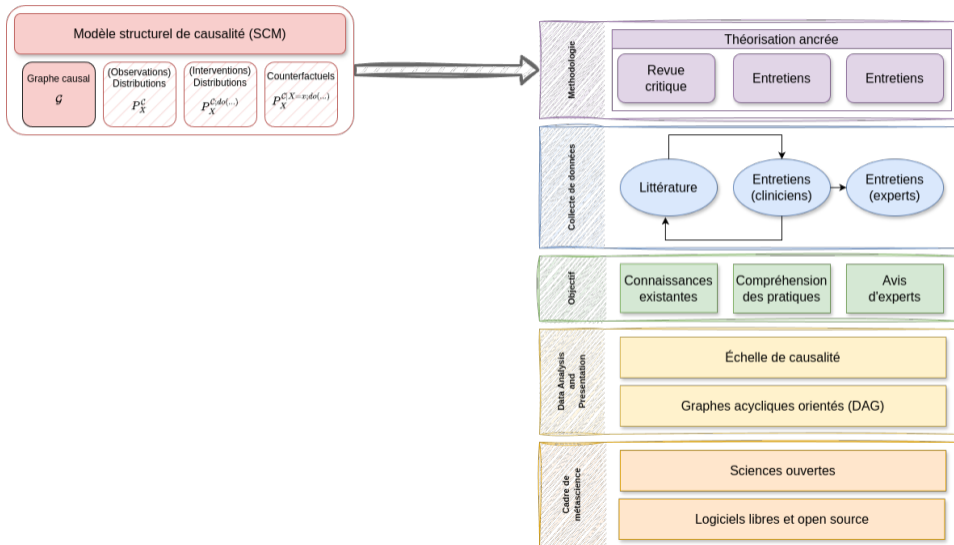 Modèle structurel de causalité (SCM)
Graphe causal
𝒢
(Observations)
Distributions
P_X^𝒞
(Interventions)
Distributions
P_X^{𝒞;do(...)}
Counterfactuels
P_X^{𝒞|X=x;do(...)}
Methodologie
Théorisation ancrée
Revue
critique
Entretiens
Entretiens
Collecte de données
Littérature
Entretiens
(cliniciens)
Entretiens
(experts)
Objectif
Connaissances
existantes
Compréhension
des pratiques
Avis
d'experts
Data Analysis
and
Presentation
Échelle de causalité
Graphes acycliques orientés (DAG)
Cadre de
métascience
Sciences ouvertes
Logiciels libres et open source